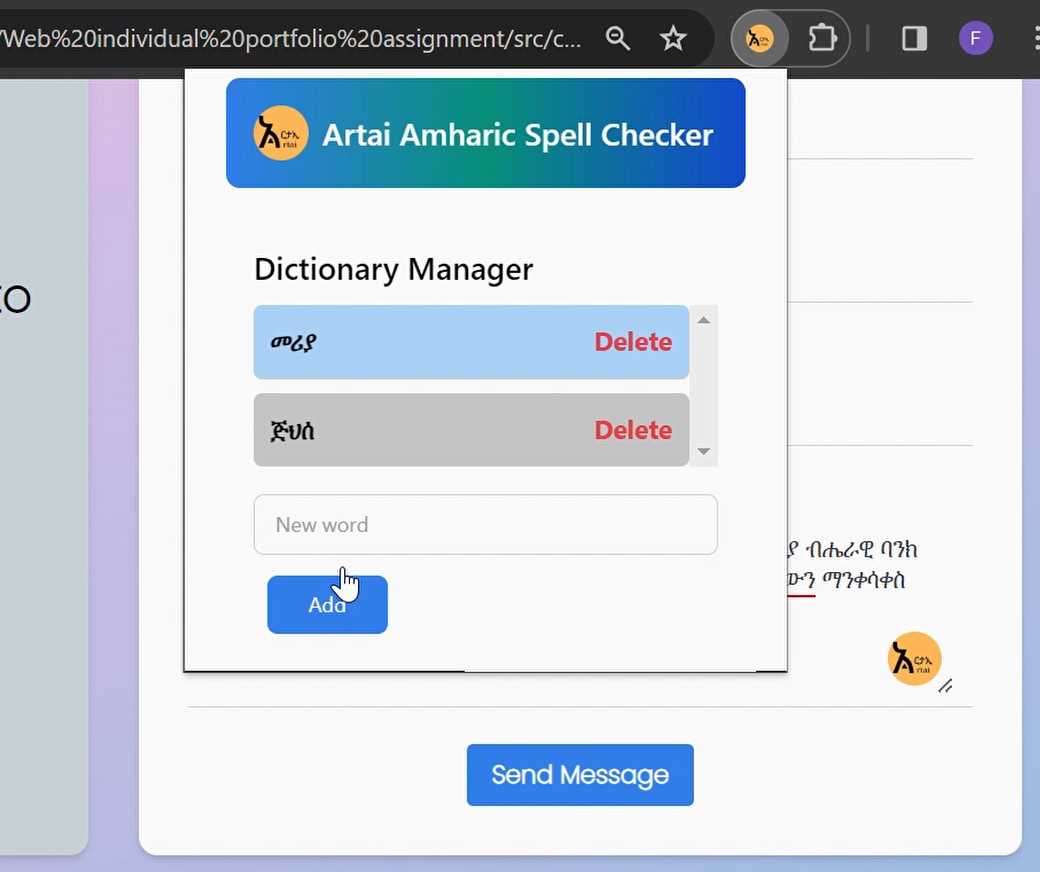 /Web%20individual%20portfolio%20assignment/src/c...
F
Artai Amharic Spell Checker
Dictionary Manager
መሪያ Delete
ጅህሰ Delete
New word
Add
ብሔራዊ ባንክ
ማንቀሳቀስ
Send Message